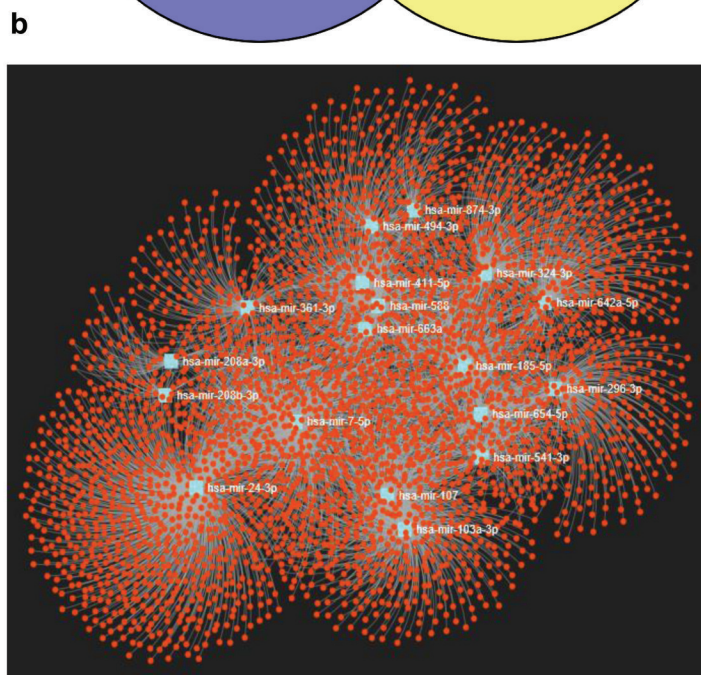 b
hsa-mir-874-3p
hsa-mir-494-3p
hsa-mir-324-3p
hsa-mir-411-5p
hsa-mir-642a-5p
hsa-mir-588
hsa-mir-361-3p
hsa-mir-663a
hsa-mir-208a-3p
hsa-mir-185-5p
hsa-mir-296-3p
hsa-mir-208b-3p
hsa-mir-654-5p
hsa-mir-7-5p
hsa-mir-541-3p
hsa-mir-24-3p
hsa-mir-107
hsa-mir-103a-3p